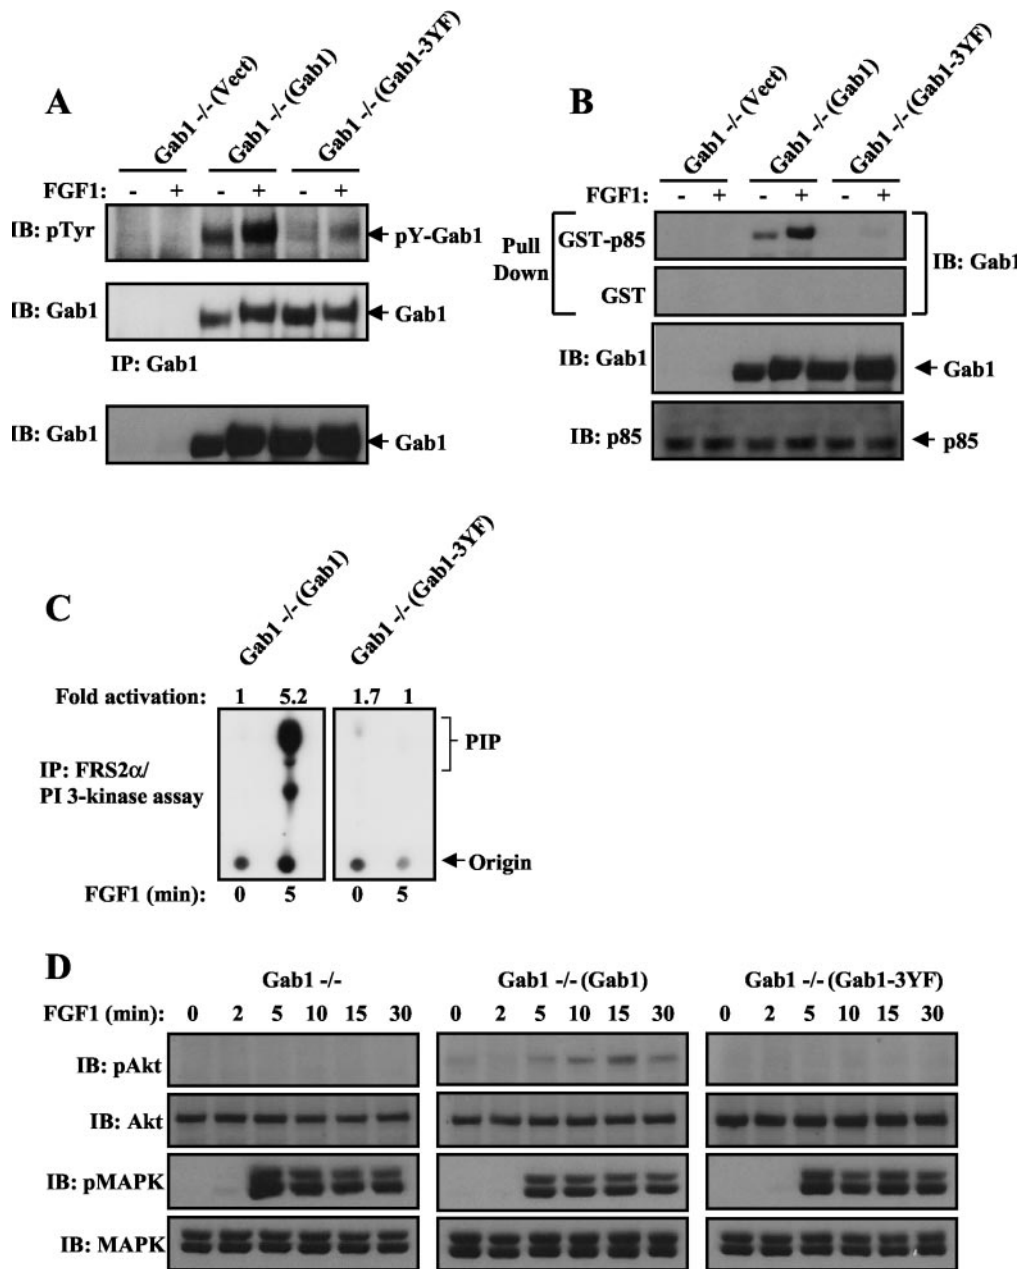 A
Gab1 -/- (Vect)
Gab1 -/- (Gab1)
Gab1 -/- (Gab1-3YF)
FGF1: - + - + - +
IB: pTyr
pY-Gab1
IB: Gab1
Gab1
IP: Gab1
IB: Gab1
Gab1
B
Gab1 -/- (Vect)
Gab1 -/- (Gab1)
Gab1 -/- (Gab1-3YF)
FGF1: - + - + - +
Pull Down
GST-p85
GST
IB: Gab1
IB: Gab1
Gab1
IB: p85
p85
C
Gab1 -/- (Gab1)
Gab1 -/- (Gab1-3YF)
Fold activation: 1 5.2 1.7 1
PIP
IP: FRS2α/
PI 3-kinase assay
Origin
FGF1 (min): 0 5 0 5
D
Gab1 -/- Gab1 -/- (Gab1) Gab1 -/- (Gab1-3YF)
FGF1 (min): 0 2 5 10 15 30 0 2 5 10 15 30 0 2 5 10 15 30
IB: pAkt
IB: Akt
IB: pMAPK
IB: MAPK